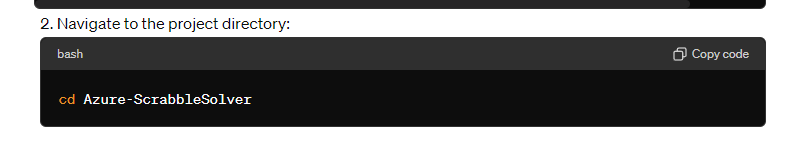 2. Navigate to the project directory:
bash
Copy code
cd Azure-ScrabbleSolver